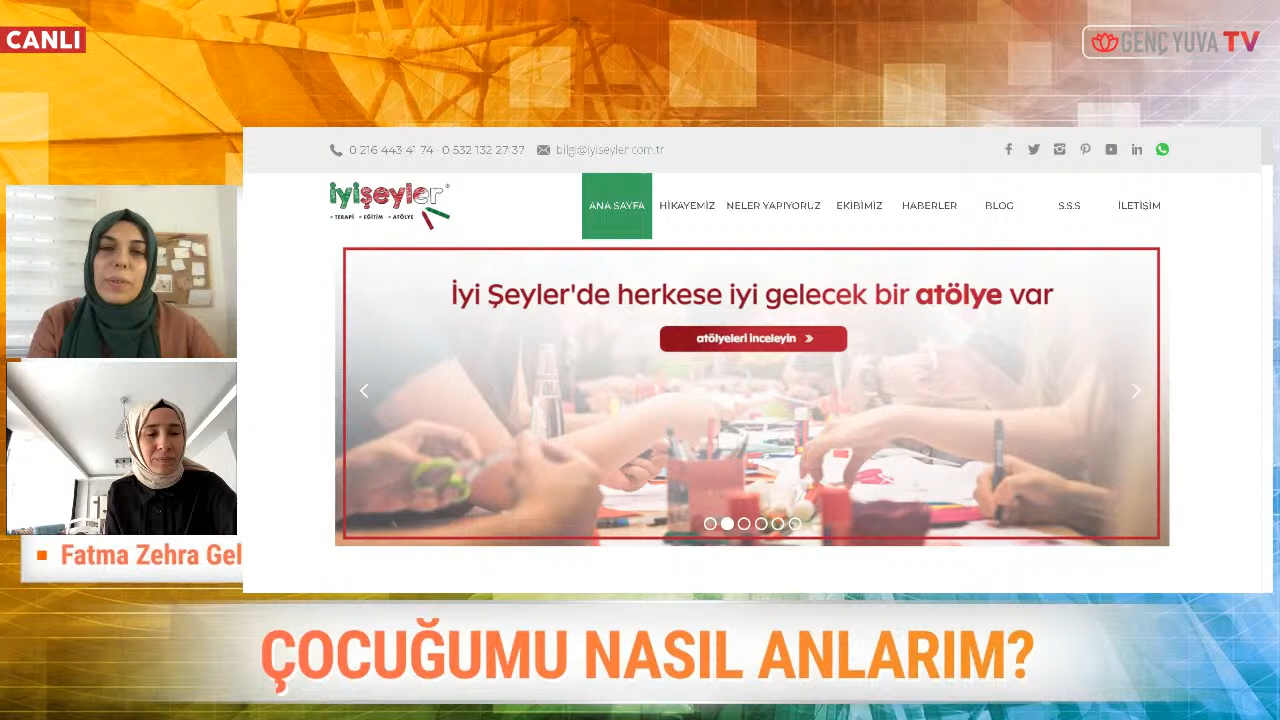 CANLI
GENÇ YUVA TV
0 216 443 41 74 - 0 532 132 27 37
bilgi@iyiseyler.com.tr
iyişeyler
TERAPİ EĞİTİM ATÖLYE
ANA SAYFA HİKAYEMİZ NELER YAPIYORUZ EKİBİMİZ HABERLER BLOG S.S.S İLETİŞİM
İyi Şeyler'de herkese iyi gelecek bir atölye var
atölyeleri inceleyin
Fatma Zehra Gel
ÇOCUĞUMU NASIL ANLARIM?